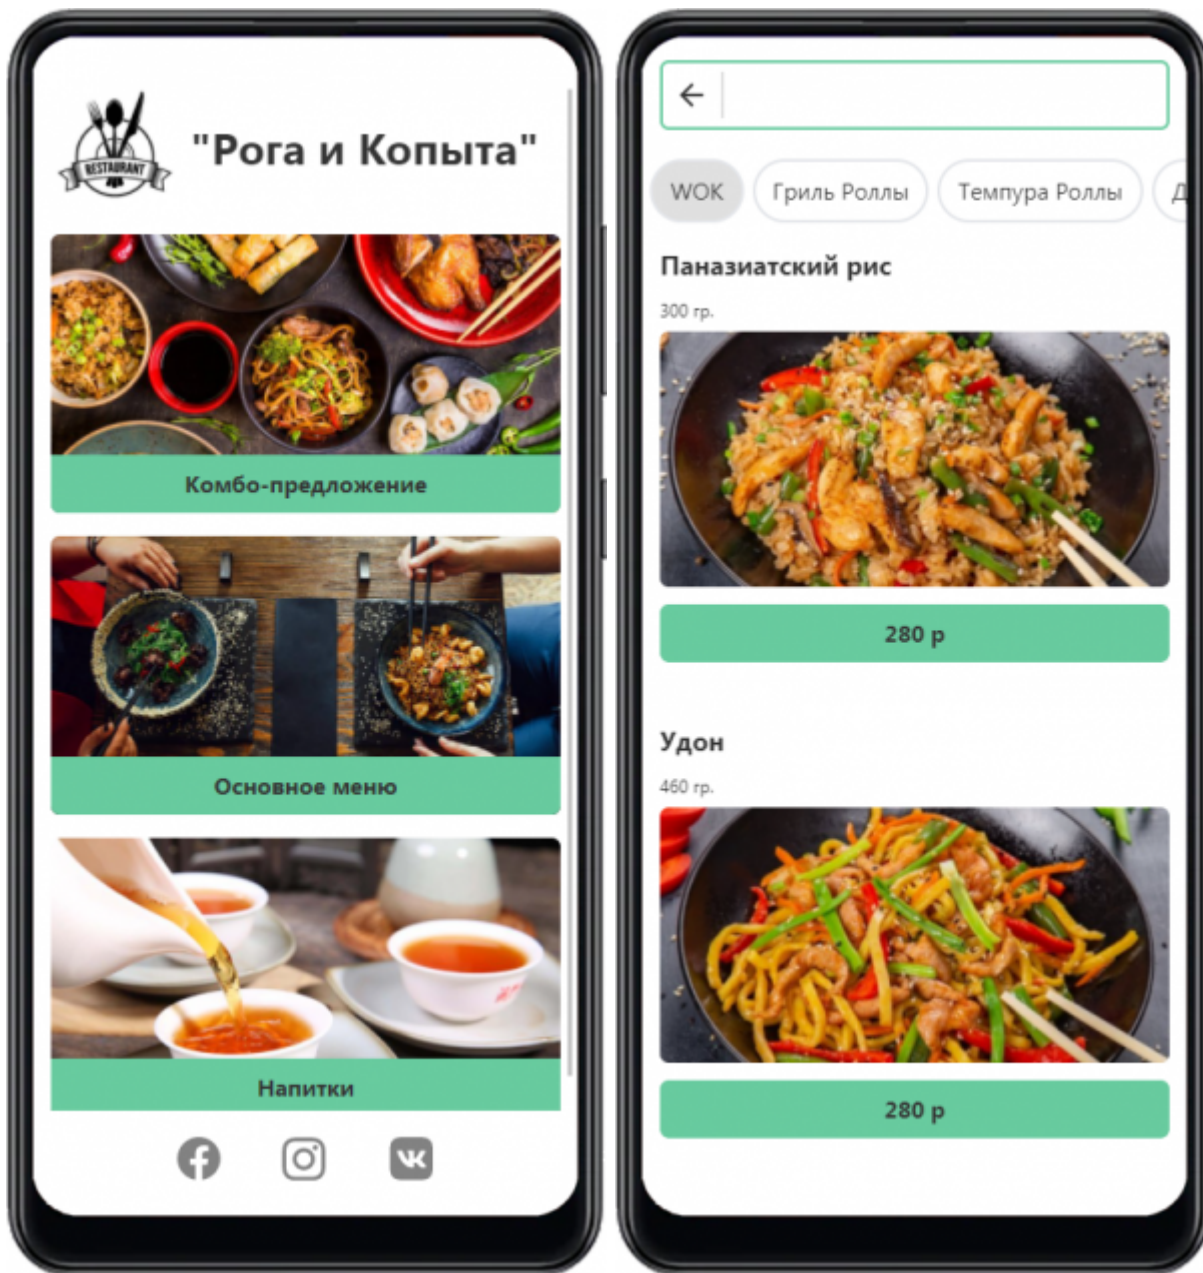 RESTAURANT
"Рога и Копыта"
Комбо-предложение
Основное меню
Напитки
WOK
Гриль Роллы
Темпура Роллы
Д
Паназиатский рис
300 гр.
280 р
Удон
460 гр.
280 р